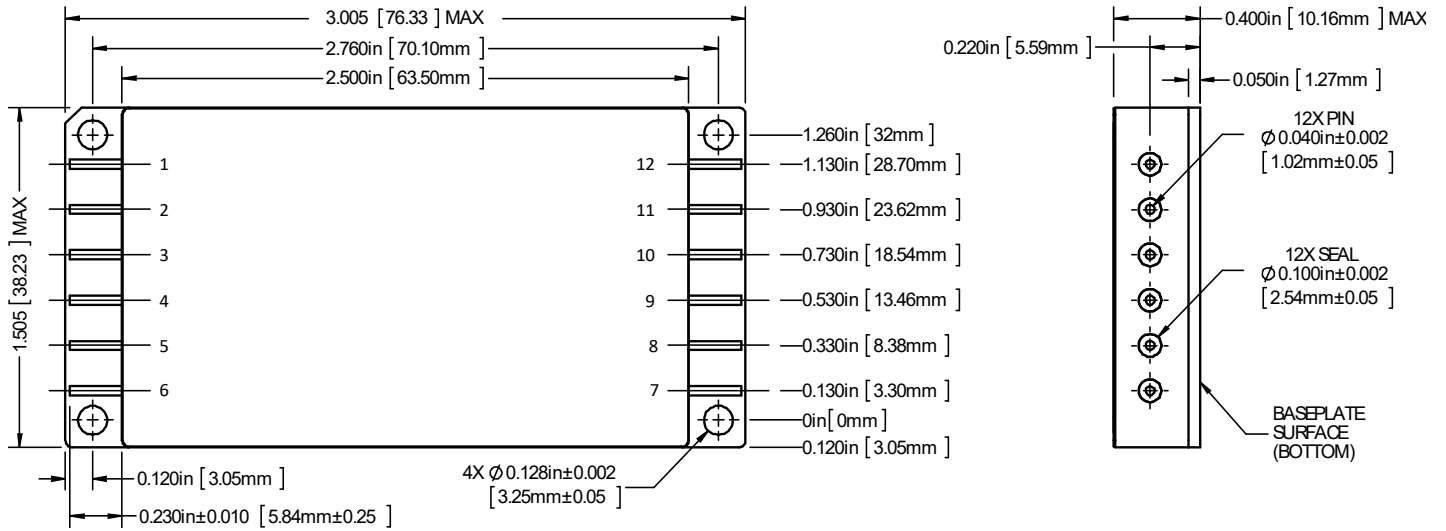 3.005 [76.33 ] MAX
2.760in [70.10mm ]
2.500in [63.50mm ]
1.505 [38.23 ] MAX
1
2
3
4
5
6
12
11
10
9
8
7
1.260in [32mm ]
1.130in [28.70mm ]
0.930in [23.62mm ]
0.730in [18.54mm ]
0.530in [13.46mm ]
0.330in [8.38mm ]
0.130in [3.30mm ]
0in[0mm ]
0.120in [3.05mm ]
0.120in [3.05mm ]
0.230in±0.010 [5.84mm±0.25 ]
4X Ø0.128in±0.002
[3.25mm±0.05 ]
0.400in [10.16mm ] MAX
0.220in [5.59mm ]
0.050in [1.27mm ]
12X PIN
Ø0.040in±0.002
[1.02mm±0.05 ]
12X SEAL
Ø0.100in±0.002
[2.54mm±0.05 ]
BASEPLATE
SURFACE
(BOTTOM)